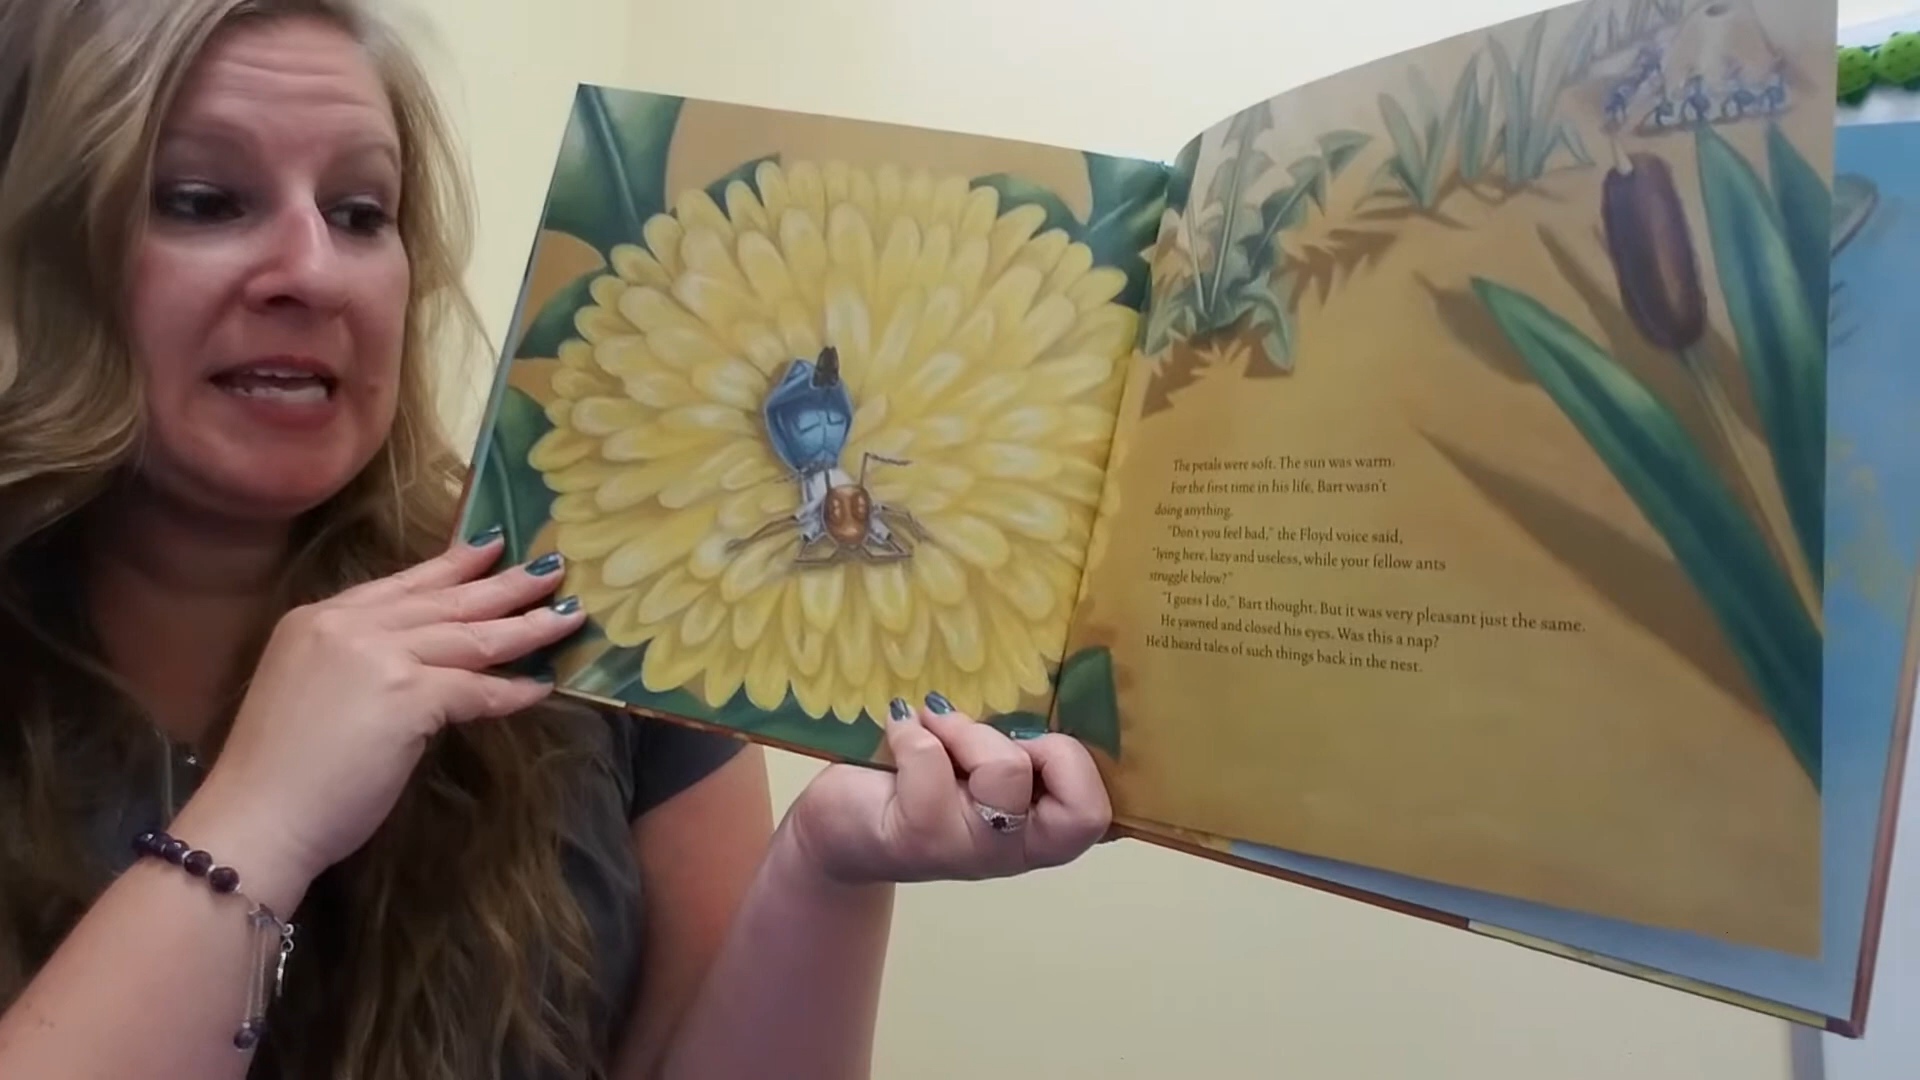 The petals were soft. The sun was warm.
For the first time in his life, Bart wasn't
doing anything.
"Don't you feel bad," the Floyd voice said,
"lying here, lazy and useless, while your fellow ants
struggle below?"
"I guess I do," Bart thought. But it was very pleasant just the same.
He yawned and closed his eyes. Was this a nap?
He'd heard tales of such things back in the nest.